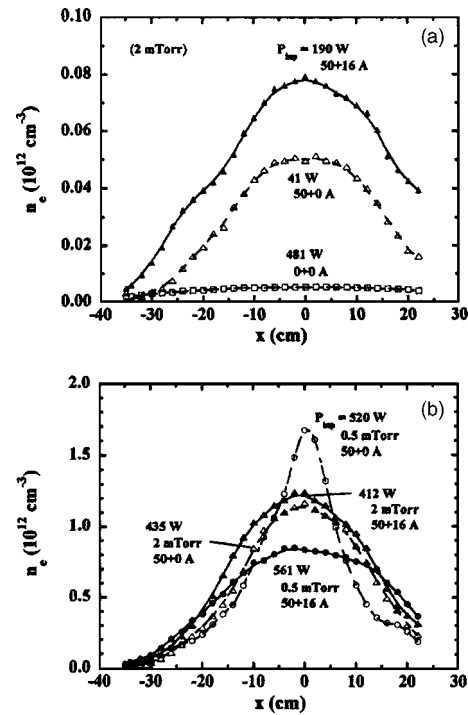 (a)
(2 mTorr)
P_inp = 190 W
50+16 A
41 W
50+0 A
481 W
0+0 A
0.10
0.08
0.06
0.04
0.02
0.00
n_e (10^12 cm^-3)
-40 -30 -20 -10 0 10 20
x (cm)
(b)
P_inp = 520 W
0.5 mTorr
50+0 A
412 W
2 mTorr
50+16 A
435 W
2 mTorr
50+0 A
561 W
0.5 mTorr
50+16 A
2.0
1.5
1.0
0.5
0.0
n_e (10^12 cm^-3)
-40 -30 -20 -10 0 10 20
x (cm)